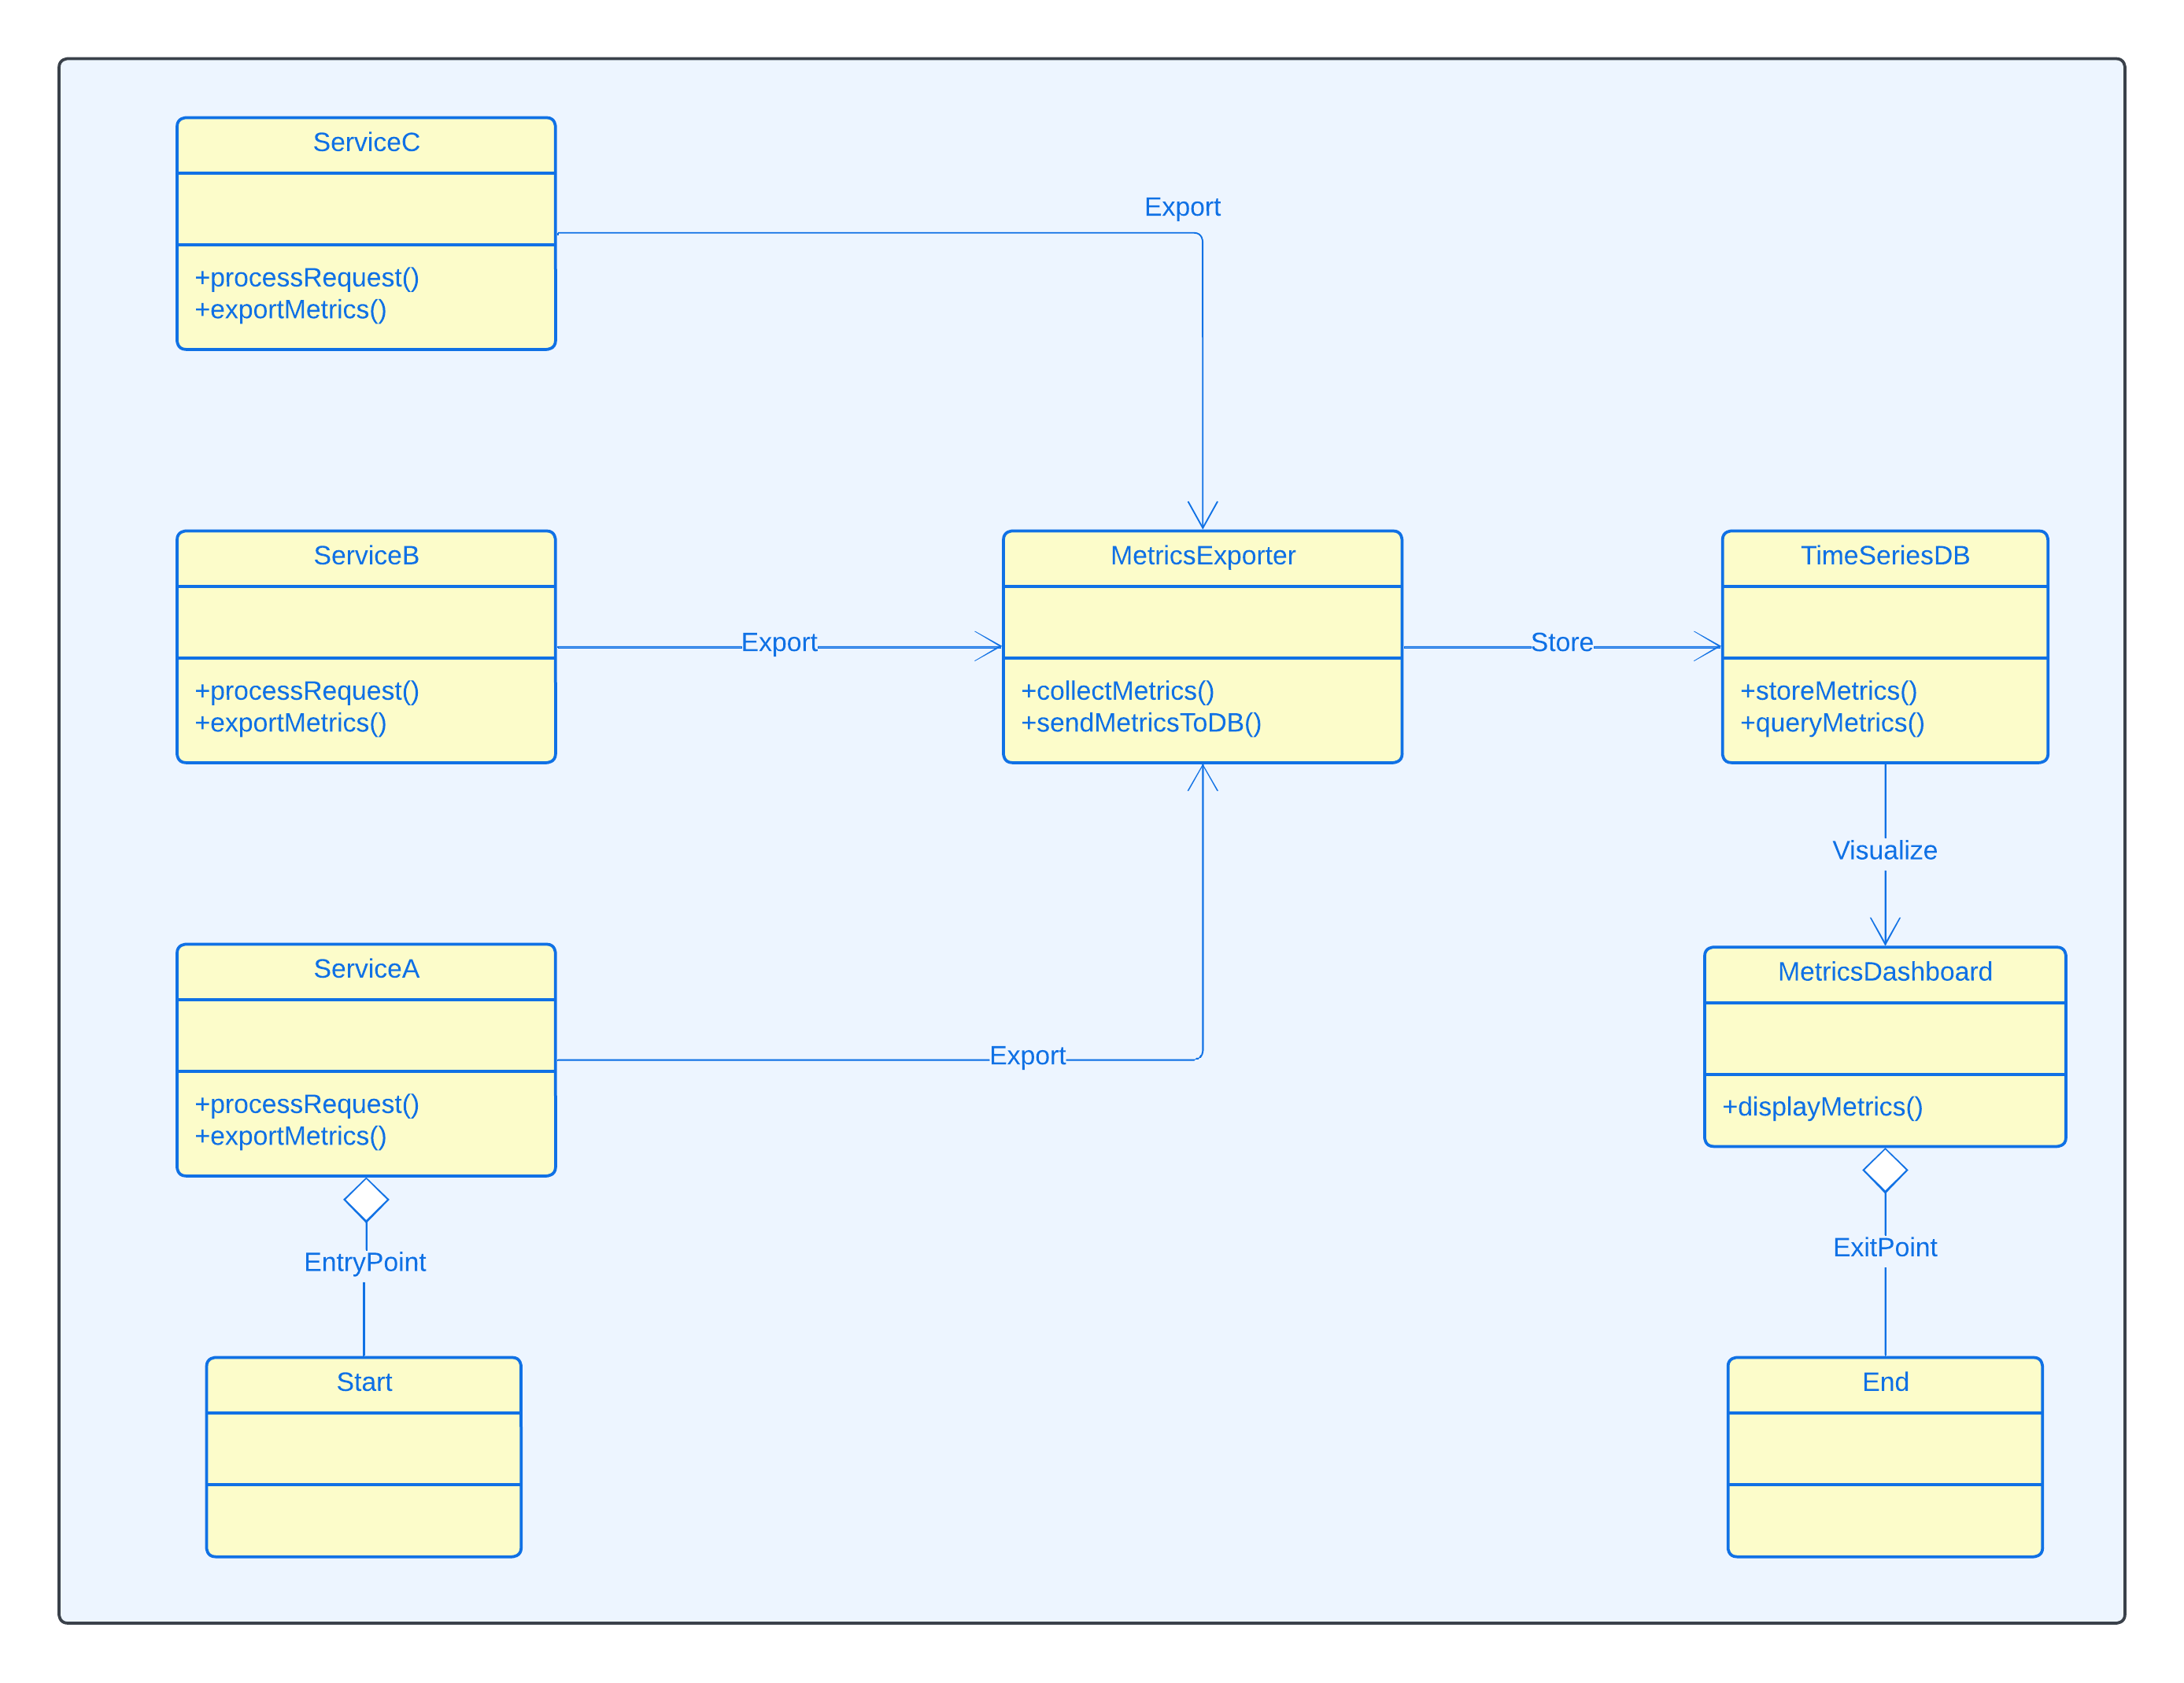 ServiceC
+processRequest()
+exportMetrics()
Export
ServiceB
+processRequest()
+exportMetrics()
Export
MetricsExporter
+collectMetrics()
+sendMetricsToDB()
Store
TimeSeriesDB
+storeMetrics()
+queryMetrics()
Visualize
ServiceA
+processRequest()
+exportMetrics()
Export
MetricsDashboard
+displayMetrics()
EntryPoint
ExitPoint
Start
End